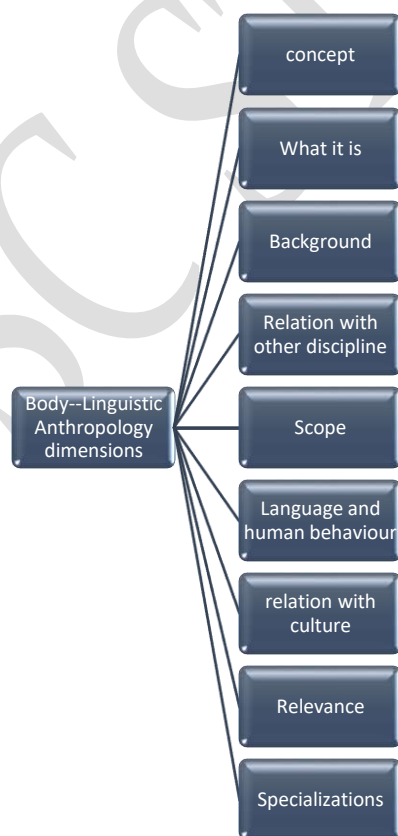 concept
What it is
Background
Relation with
other discipline
Body--Linguistic
Anthropology
dimensions
Scope
Language and
human behaviour
relation with
culture
Relevance
Specializations